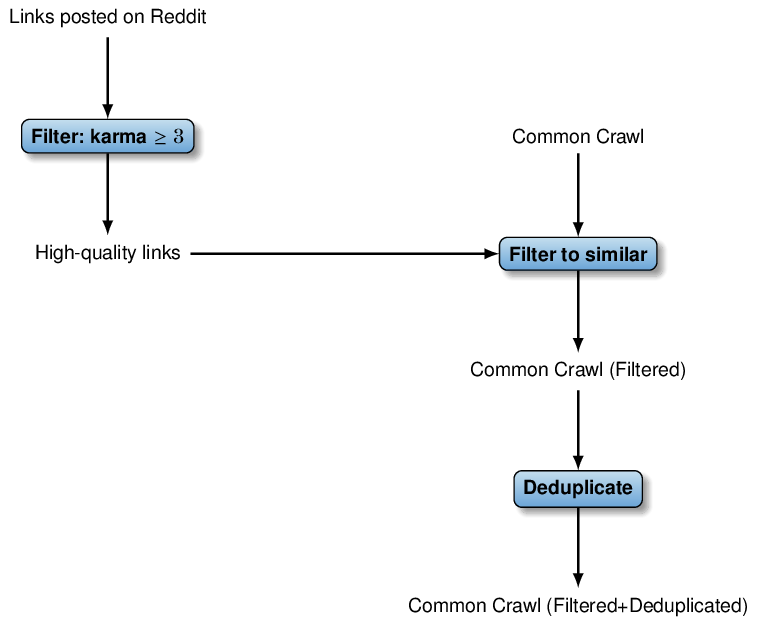 Links posted on Reddit
Filter: karma ≥ 3
Common Crawl
High-quality links
Filter to similar
Common Crawl (Filtered)
Deduplicate
Common Crawl (Filtered+Deduplicated)